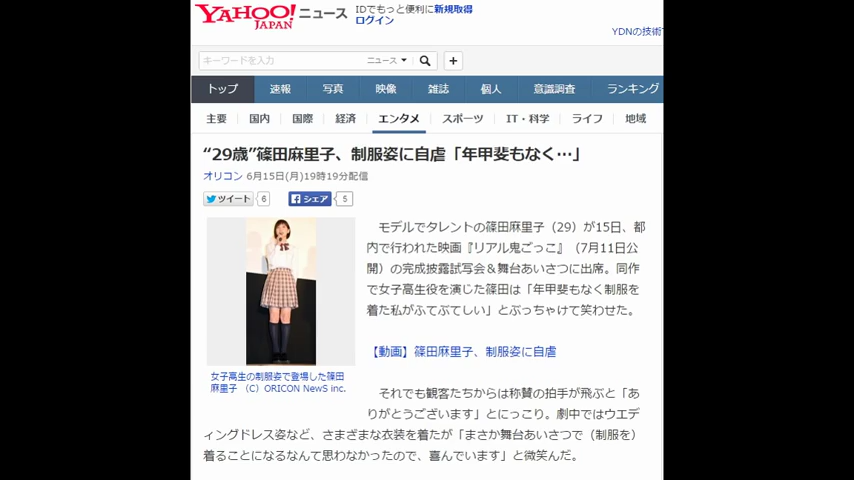 YAHOO! ニュース
JAPAN
IDでもっと便利に新規取得
ログイン
YDNの技術
キーワードを入力
ニュース
トップ 速報 写真 映像 雑誌 個人 意識調査 ランキング
主要 国内 国際 経済 エンタメ スポーツ IT・科学 ライフ 地域
“29歳”篠田麻里子、制服姿に自虐「年甲斐もなく…」
オリコン 6月15日(月)19時19分配信
ツイート 6 シェア 5
モデルでタレントの篠田麻里子(29)が15日、都
内で行われた映画『リアル鬼ごっこ』(7月11日公
開)の完成披露試写会&舞台あいさつに出席。同作
で女子高生役を演じた篠田は「年甲斐もなく制服を
着た私がふてぶてしい」とぶっちゃけて笑わせた。
【動画】篠田麻里子、制服姿に自虐
女子高生の制服姿で登場した篠田
麻里子 (C)ORICON NewS inc.
それでも観客たちからは称賛の拍手が飛ぶと「あ
りがとうございます」とにっこり。劇中ではウエデ
ィングドレス姿など、さまざまな衣装を着たが「まさか舞台あいさつで(制服を)
着ることになるなんて思わなかったので、喜んでいます」と微笑んだ。